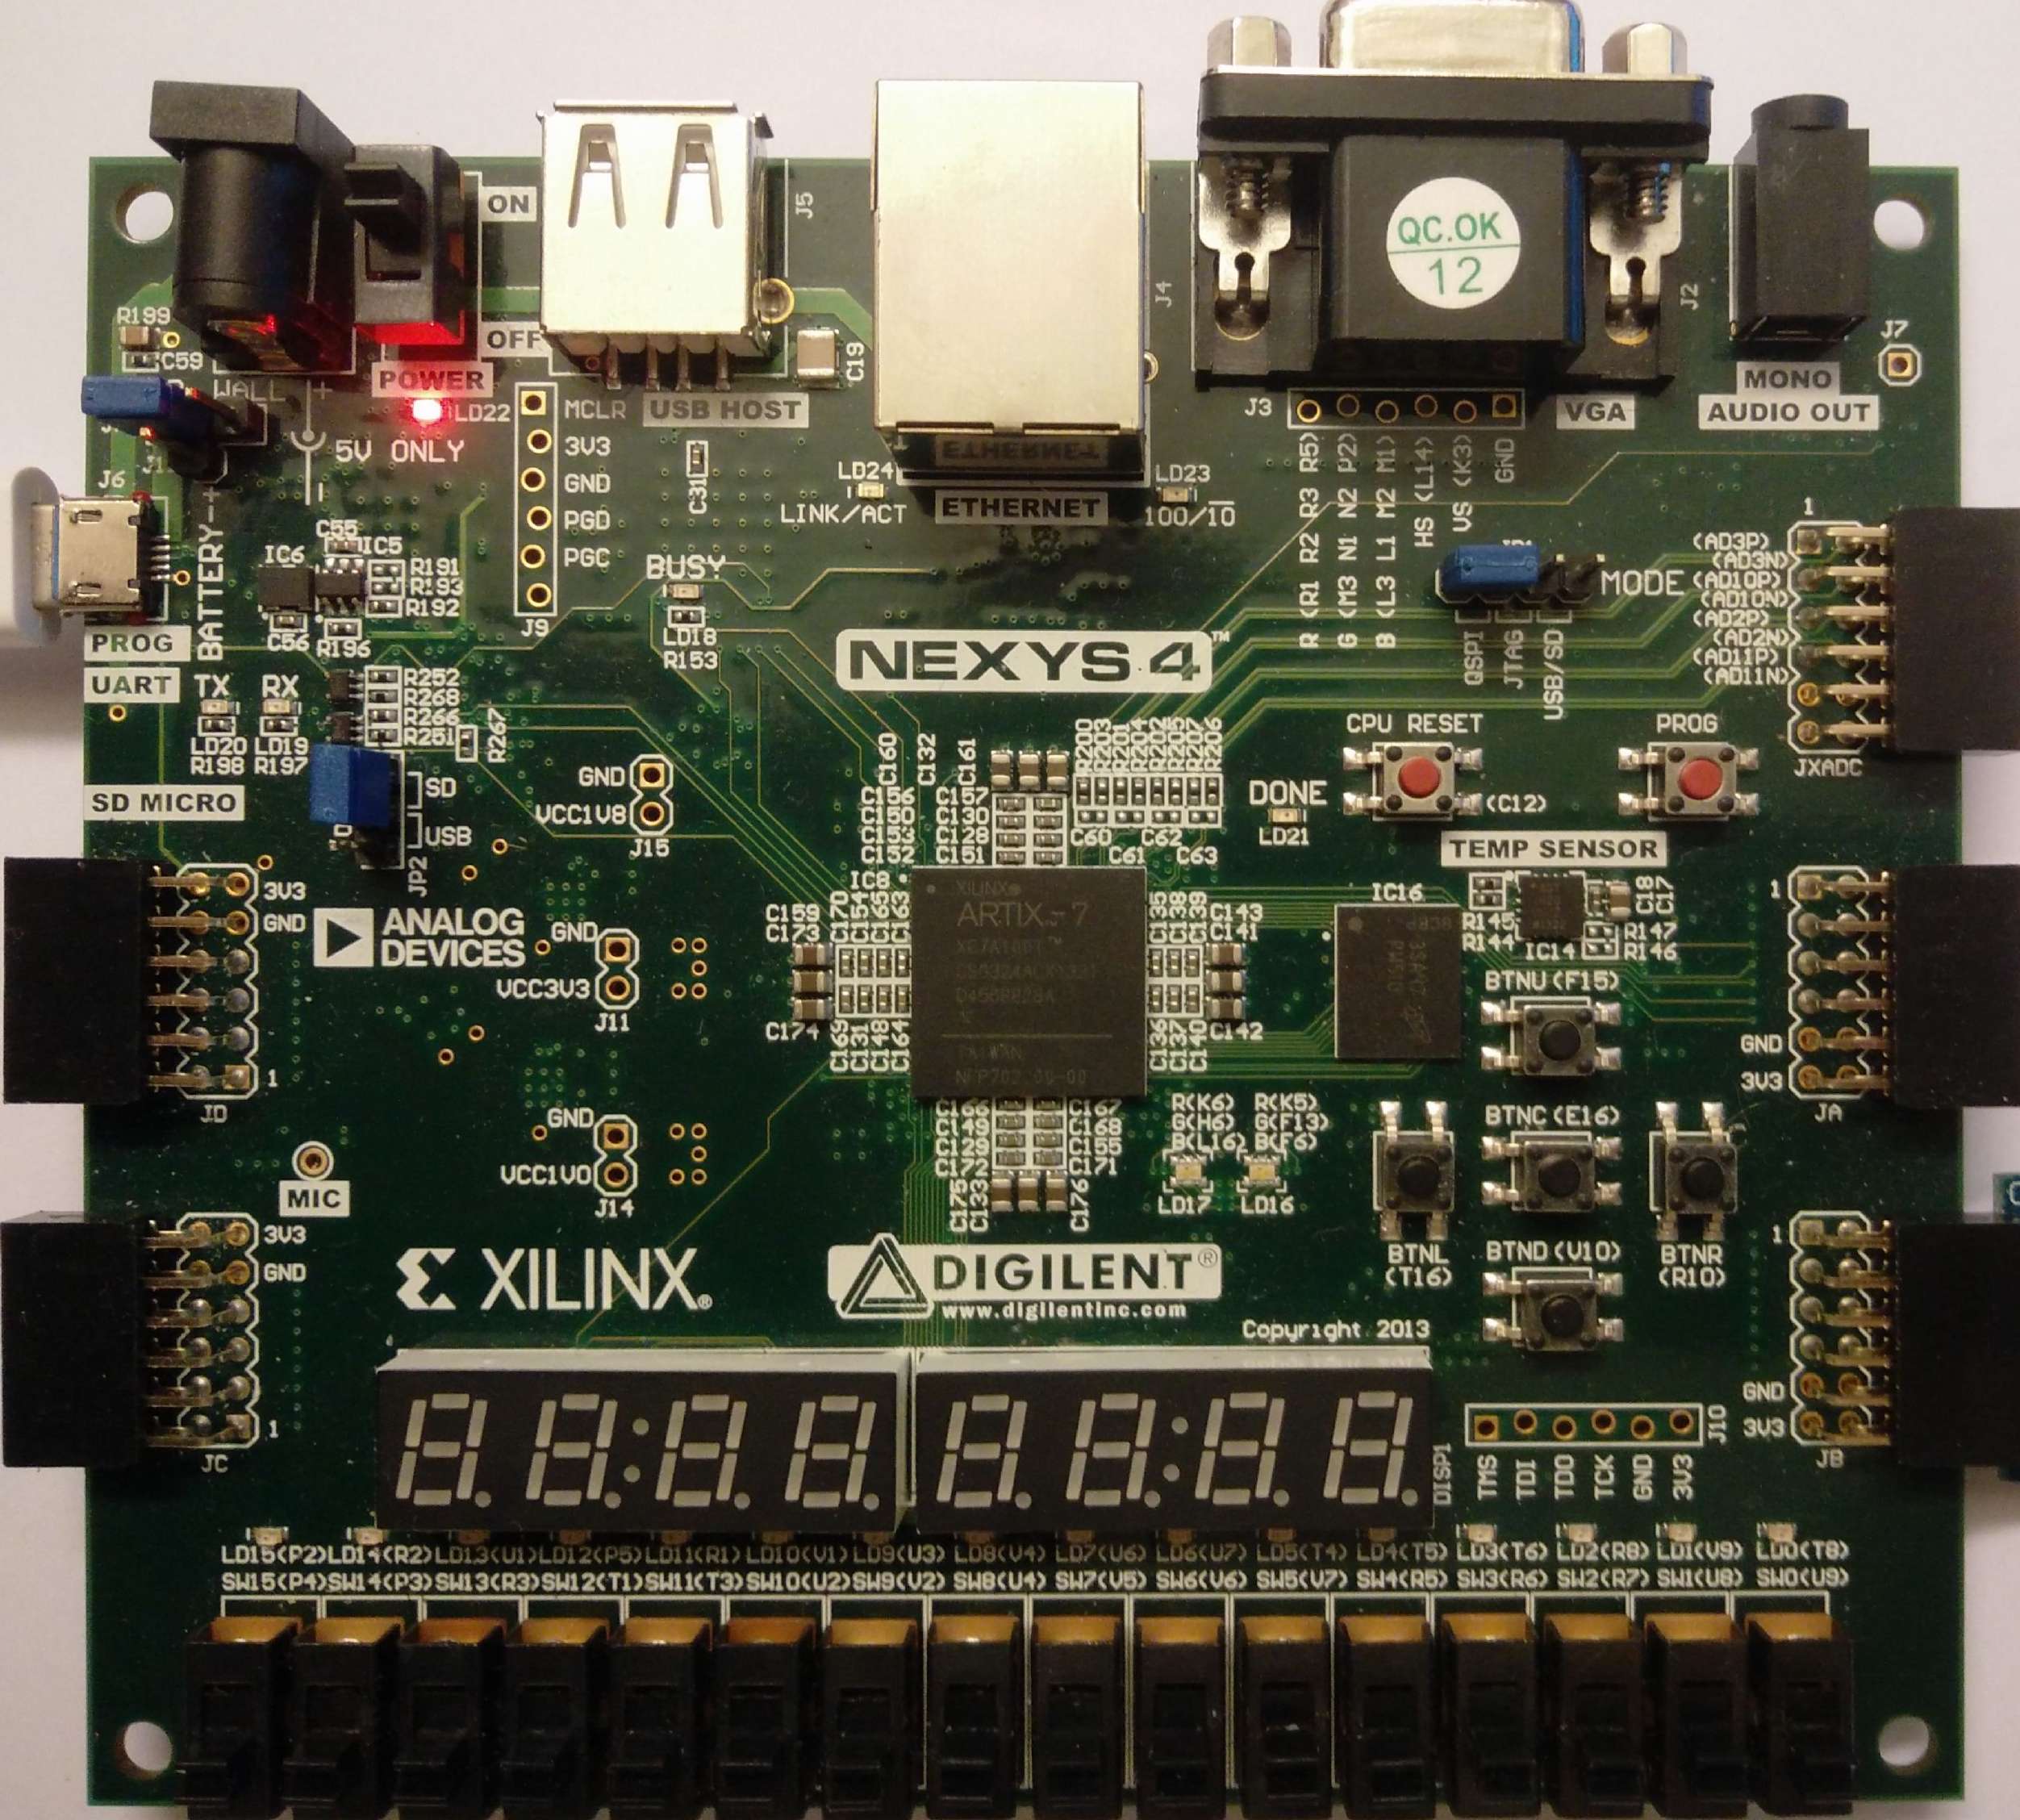 QC.OK
12
ON
OFF
POWER
LD22
5V ONLY
R199
C59
WALL
J6
J5
C19
J4
J2
J7
MCLR
3V3
GND
PGD
PGC
J9
USB HOST
C31
LD24
LINK/ACT
ETHERNET
LD23
100/10
J3
VGA
MONO
AUDIO OUT
R (R1 R2 R3 R5)
G (M3 N1 N2 P2)
B (L3 L1 M2 M1)
HS (L14)
VS (K3)
GND
BATTERY
C55
IC6
IC5
R191
R193
R192
C56
R196
BUSY
LD18
R153
PROG
UART
TX
RX
LD20
LD19
R198
R197
R252
R268
R266
R251
R267
SD MICRO
SD
USB
JP2
NEXYS 4™
MODE
QSPI
JTAG
USB/SD
1
(AD3P)
(AD3N)
(AD10P)
(AD10N)
(AD2P)
(AD2N)
(AD11P)
(AD11N)
JXADC
CPU RESET
(C12)
PROG
DONE
LD21
GND
VCC1V8
J15
C160
C132
C161
R200
R203
R201
R204
R202
R205
R207
R206
C156
C150
C153
C152
C157
C130
C128
C151
C60
C62
C61
C63
TEMP SENSOR
IC16
R145
R144
IC14
C18
C17
R147
R146
3V3
GND
1
JD
ANALOG
DEVICES
GND
VCC3V3
J11
IC8
C159
C173
C174
C170
C154
C165
C163
C169
C131
C148
C164
XILINX
ARTIX-7
TAIWAN
C135
C138
C139
C143
C141
C142
C136
C137
C140
BTNU (F15)
1
GND
3V3
JA
GND
VCC1V0
J14
MIC
C166
C149
C129
C172
C167
C168
C155
C171
C175
C133
C176
R(K6)
G(H6)
B(L16)
LD17
R(K5)
G(F13)
B(F6)
LD16
BTNC (E16)
BTNL
(T16)
BTND (V10)
BTNR
(R10)
3V3
GND
1
JC
XILINX®
DIGILENT®
www.digilentinc.com
Copyright 2013
1
GND
3V3
JB
DISP1
J10
TMS
TDI
TDO
TCK
GND
3V3
LD15(P2) LD14(R2) LD13(U1) LD12(P5) LD11(R1) LD10(V1) LD9(U3) LD8(V4) LD7(U6) LD6(U7) LD5(T4) LD4(T5) LD3(T6) LD2(R8) LD1(V9) LD0(T8)
SW15(P4) SW14(P3) SW13(R3) SW12(T1) SW11(T3) SW10(U2) SW9(V2) SW8(U4) SW7(V5) SW6(V6) SW5(V7) SW4(R5) SW3(R6) SW2(R7) SW1(U8) SW0(U9)